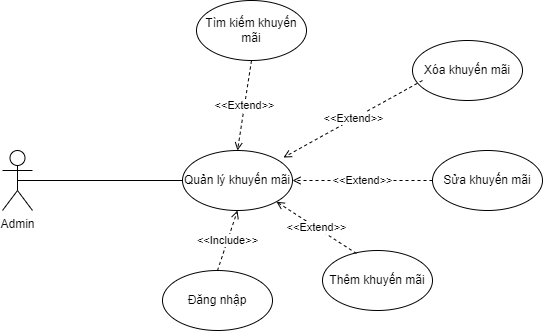 Tìm kiếm khuyến
mãi
Xóa khuyến mãi
<<Extend>>
<<Extend>>
Quản lý khuyến mãi
<<Extend>>
Sửa khuyến mãi
Admin
<<Extend>>
<<Include>>
Thêm khuyến mãi
Đăng nhập